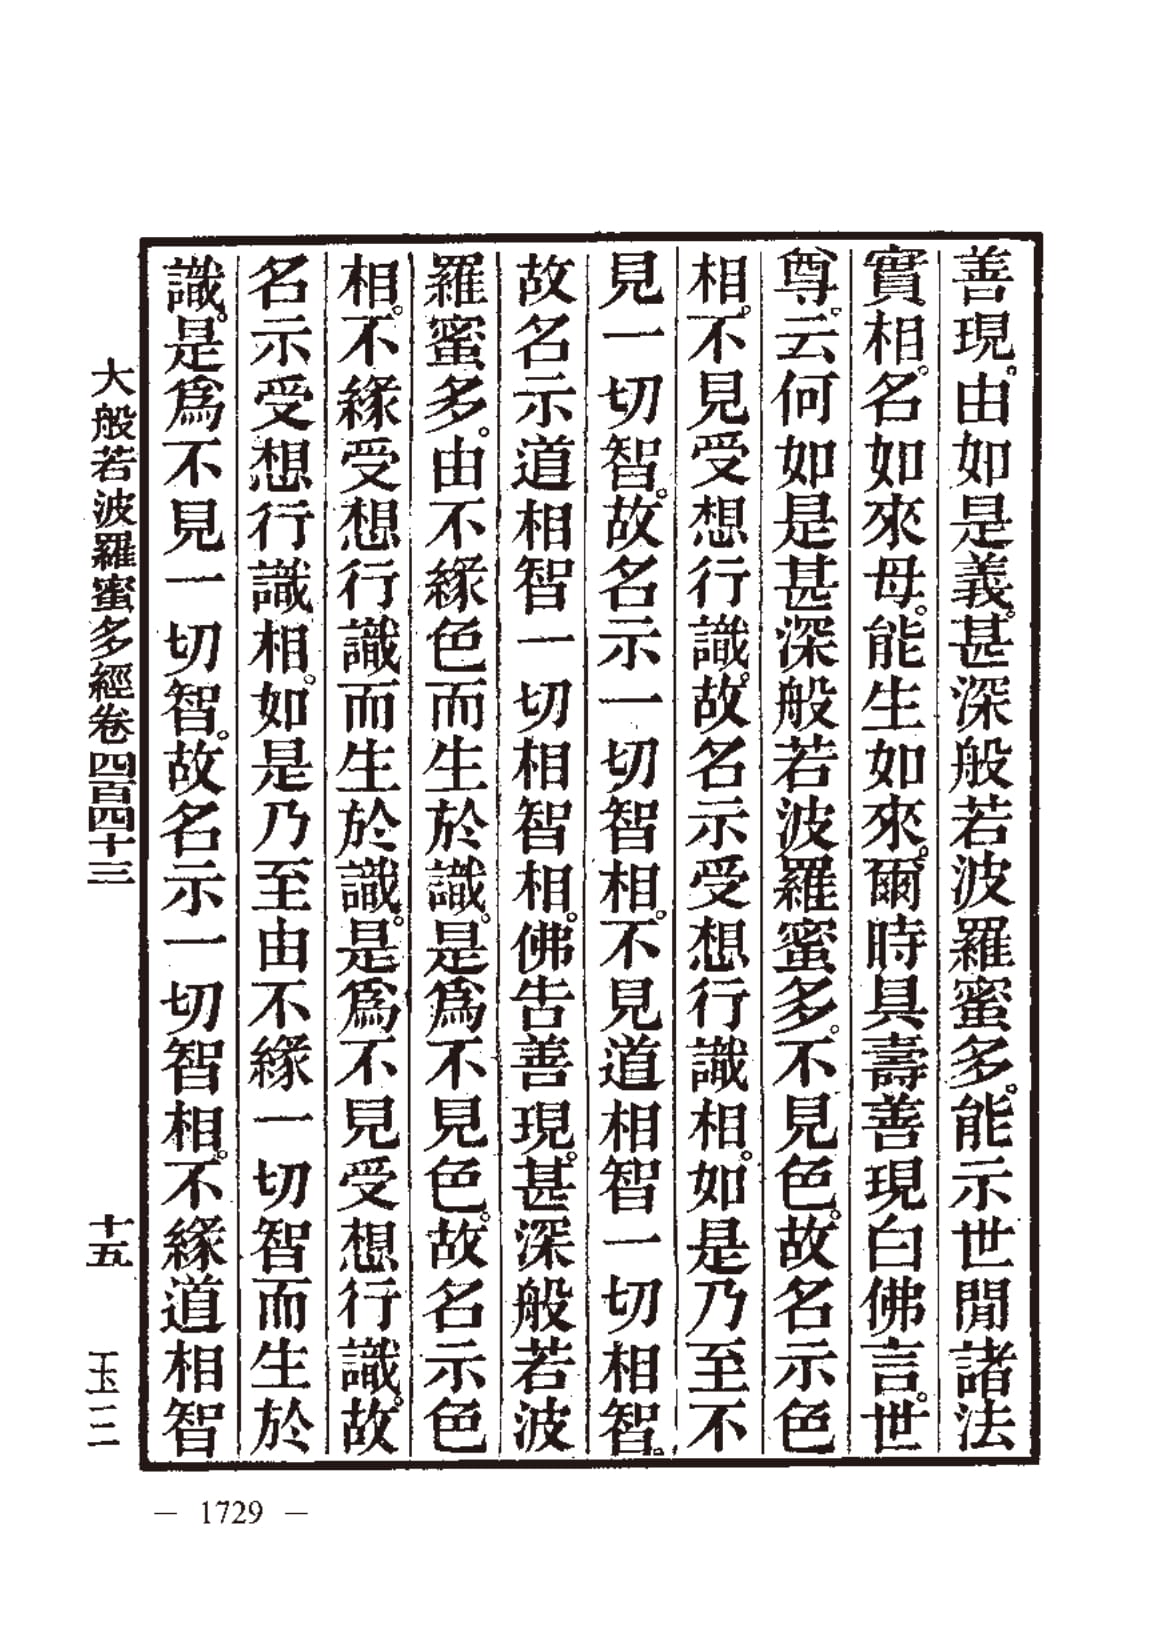 善現。由如是義。甚深般若波羅蜜多。能示世閒諸法
實相。名如來母。能生如來。爾時具壽善現白佛言。世
尊。云何如是甚深般若波羅蜜多。不見色。故名示色
相。不見受想行識。故名示受想行識相。如是乃至不
見一切智。故名示一切智相。不見道相智一切相智。
故名示道相智一切相智相。佛告善現。甚深般若波
羅蜜多。由不緣色而生於識。是爲不見色。故名示色
相。不緣受想行識而生於識。是爲不見受想行識。故
名示受想行識相。如是乃至由不緣一切智而生於
識。是爲不見一切智。故名示一切智相。不緣道相智
大般若波羅蜜多經卷四百四十三 十五 玉三
— 1729 —